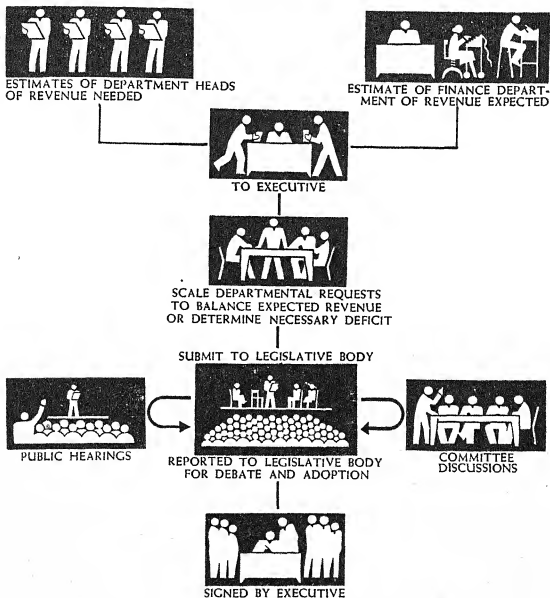 ESTIMATES OF DEPARTMENT HEADS
OF REVENUE NEEDED
ESTIMATE OF FINANCE DEPART-
MENT OF REVENUE EXPECTED
TO EXECUTIVE
SCALE DEPARTMENTAL REQUESTS
TO BALANCE EXPECTED REVENUE
OR DETERMINE NECESSARY DEFICIT
SUBMIT TO LEGISLATIVE BODY
PUBLIC HEARINGS
REPORTED TO LEGISLATIVE BODY
FOR DEBATE AND ADOPTION
COMMITTEE
DISCUSSIONS
SIGNED BY EXECUTIVE